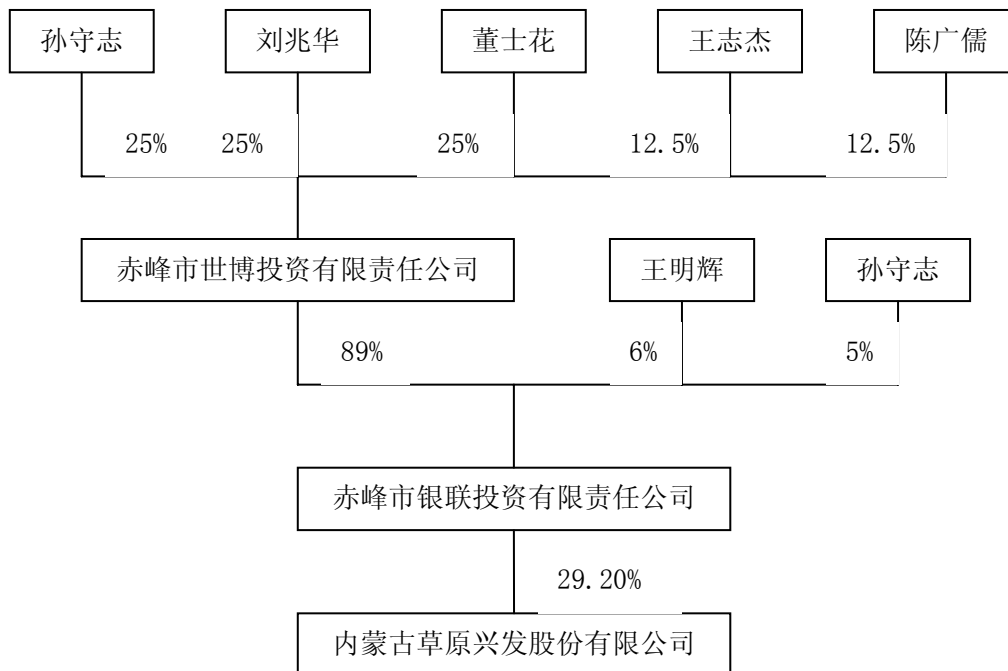 孙守志 刘兆华 董士花 王志杰 陈广儒
25% 25% 25% 12.5% 12.5%
赤峰市世博投资有限责任公司 王明辉 孙守志
89% 6% 5%
赤峰市银联投资有限责任公司
29.20%
内蒙古草原兴发股份有限公司